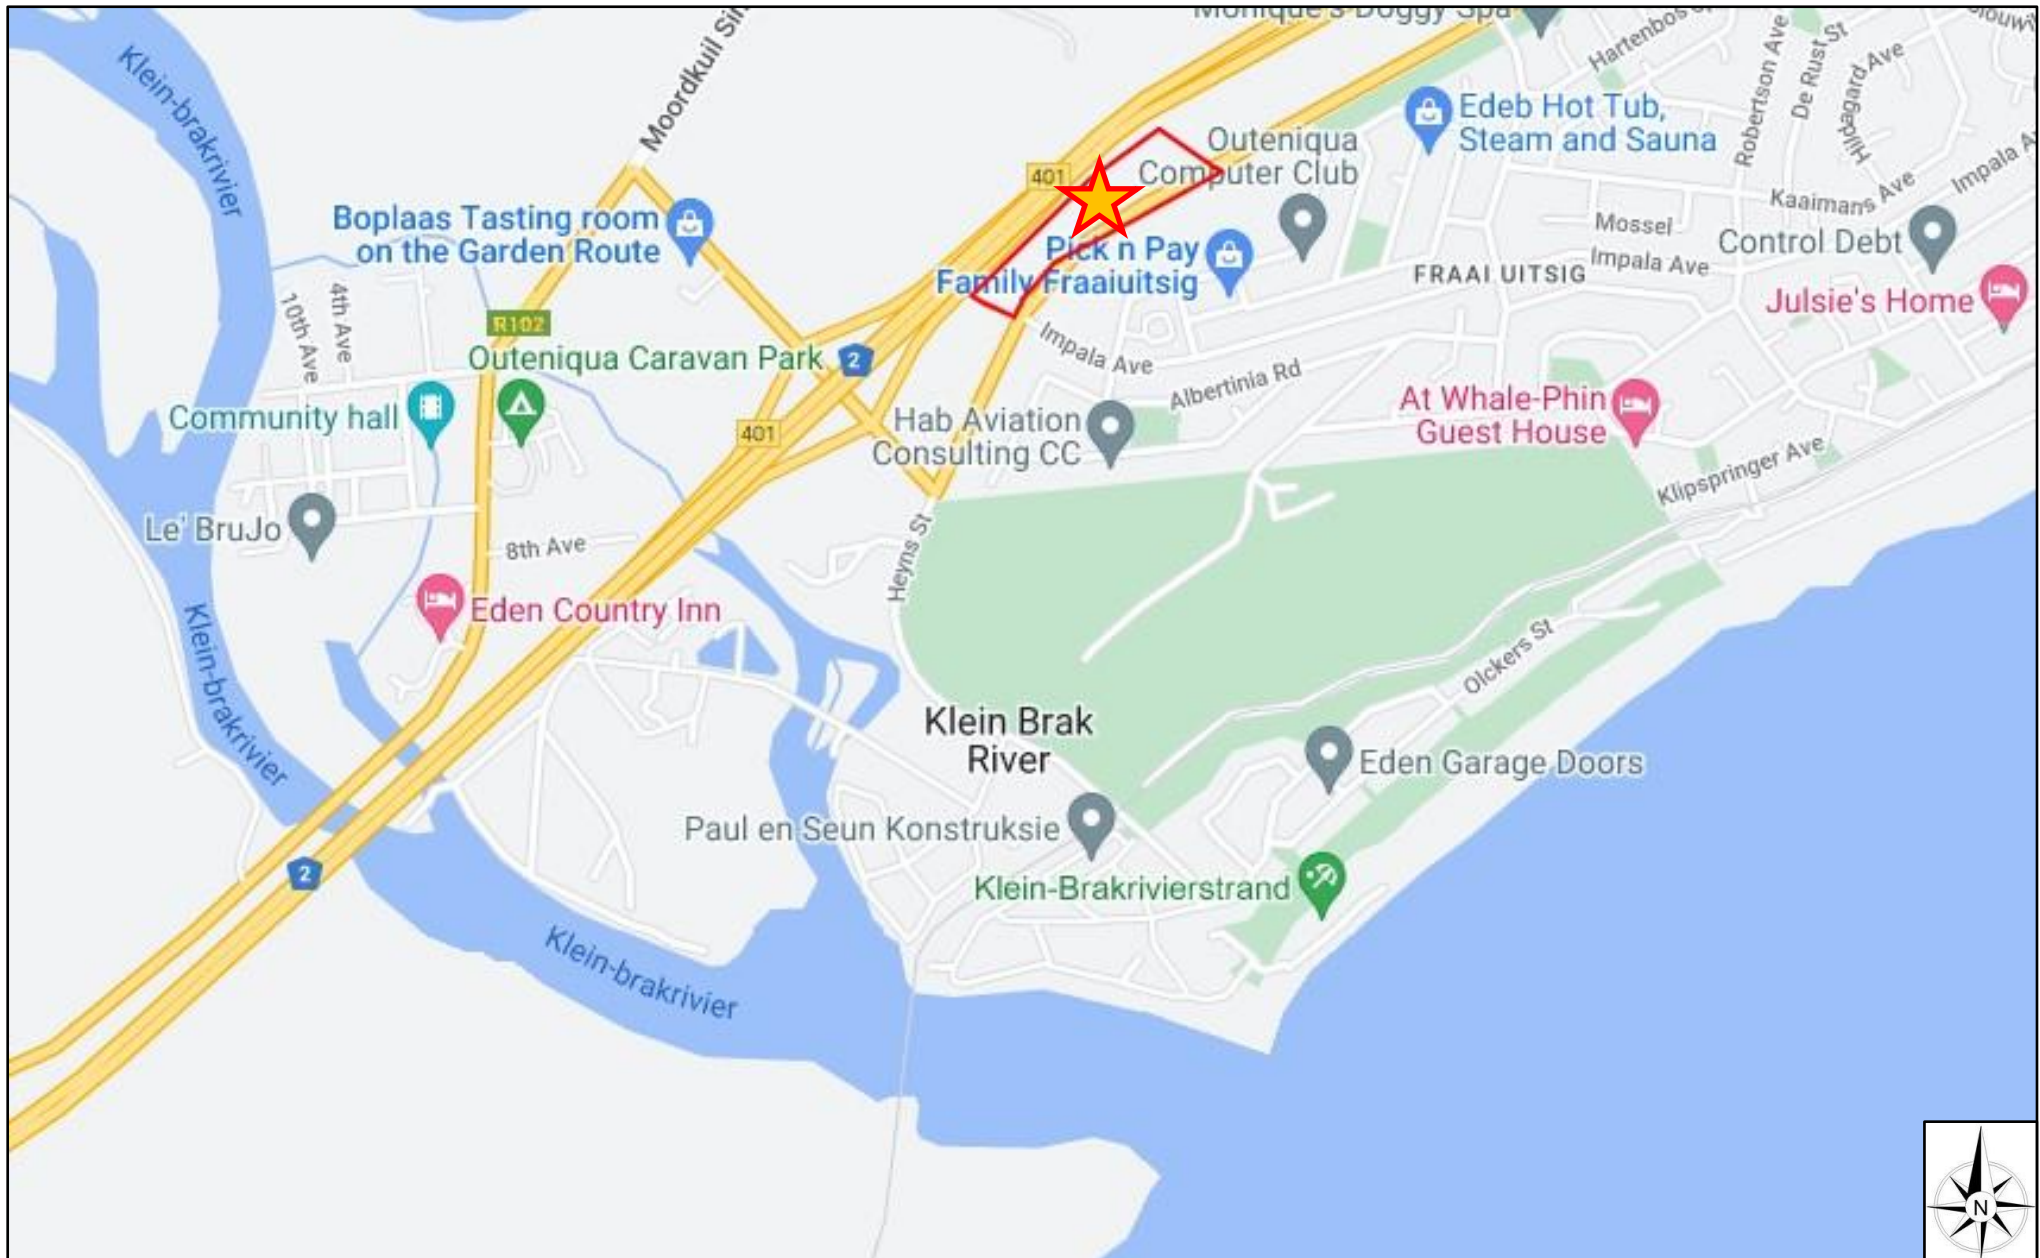 Monique's Doggy Spa
Hartenbos
Robertson Ave
De Rust St
Hildagard Ave
Klein-brakrivier
Moordkuil
Edeb Hot Tub,
Steam and Sauna
Outeniqua
Computer Club
401
Impala
Kaaimans Ave
Mossel
Boplaas Tasting room
on the Garden Route
Pick n Pay
Family Fraaiuitsig
FRAAI UITSIG
Impala Ave
Control Debt
Julsie's Home
10th Ave
4th Ave
R102
Outeniqua Caravan Park
2
Impala Ave
Albertinia Rd
At Whale-Phin
Guest House
Community hall
401
Hab Aviation
Consulting CC
Klipspringer Ave
Le' BruJo
8th Ave
Heyns St
Eden Country Inn
Klein-brakrivier
Olckers St
Klein Brak
River
Eden Garage Doors
Paul en Seun Konstruksie
2
Klein-Brakrivierstrand
Klein-brakrivier
N